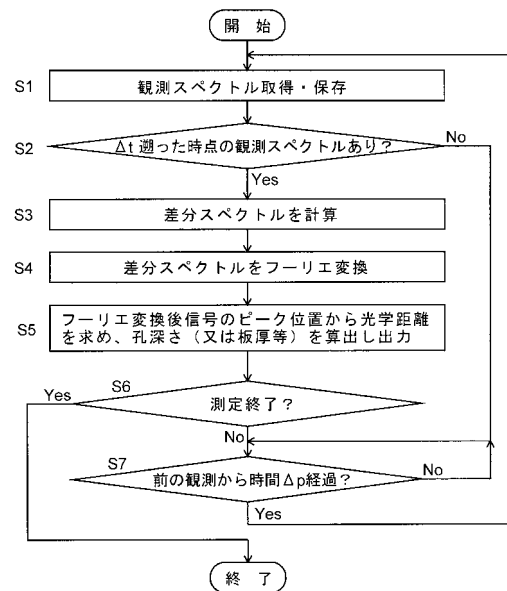 開 始
S1
観測スペクトル取得・保存
S2
Δt 遡った時点の観測スペクトルあり?
No
Yes
S3
差分スペクトルを計算
S4
差分スペクトルをフーリエ変換
S5
フーリエ変換後信号のピーク位置から光学距離
を求め、孔深さ(又は板厚等)を算出し出力
S6
Yes
測定終了?
No
S7
前の観測から時間Δp経過?
No
Yes
終 了